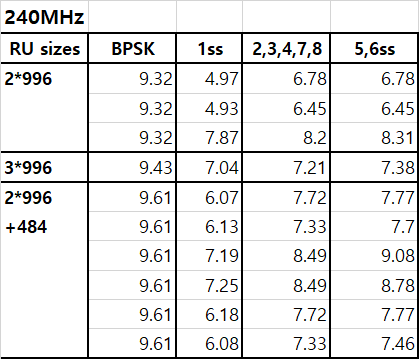 240MHz
RU sizes BPSK 1ss 2,3,4,7,8 5,6ss
2*996 9.32 4.97 6.78 6.78
9.32 4.93 6.45 6.45
9.32 7.87 8.2 8.31
3*996 9.43 7.04 7.21 7.38
2*996 9.61 6.07 7.72 7.77
+484 9.61 6.13 7.33 7.7
9.61 7.19 8.49 9.08
9.61 7.25 8.49 8.78
9.61 6.18 7.72 7.77
9.61 6.08 7.33 7.46